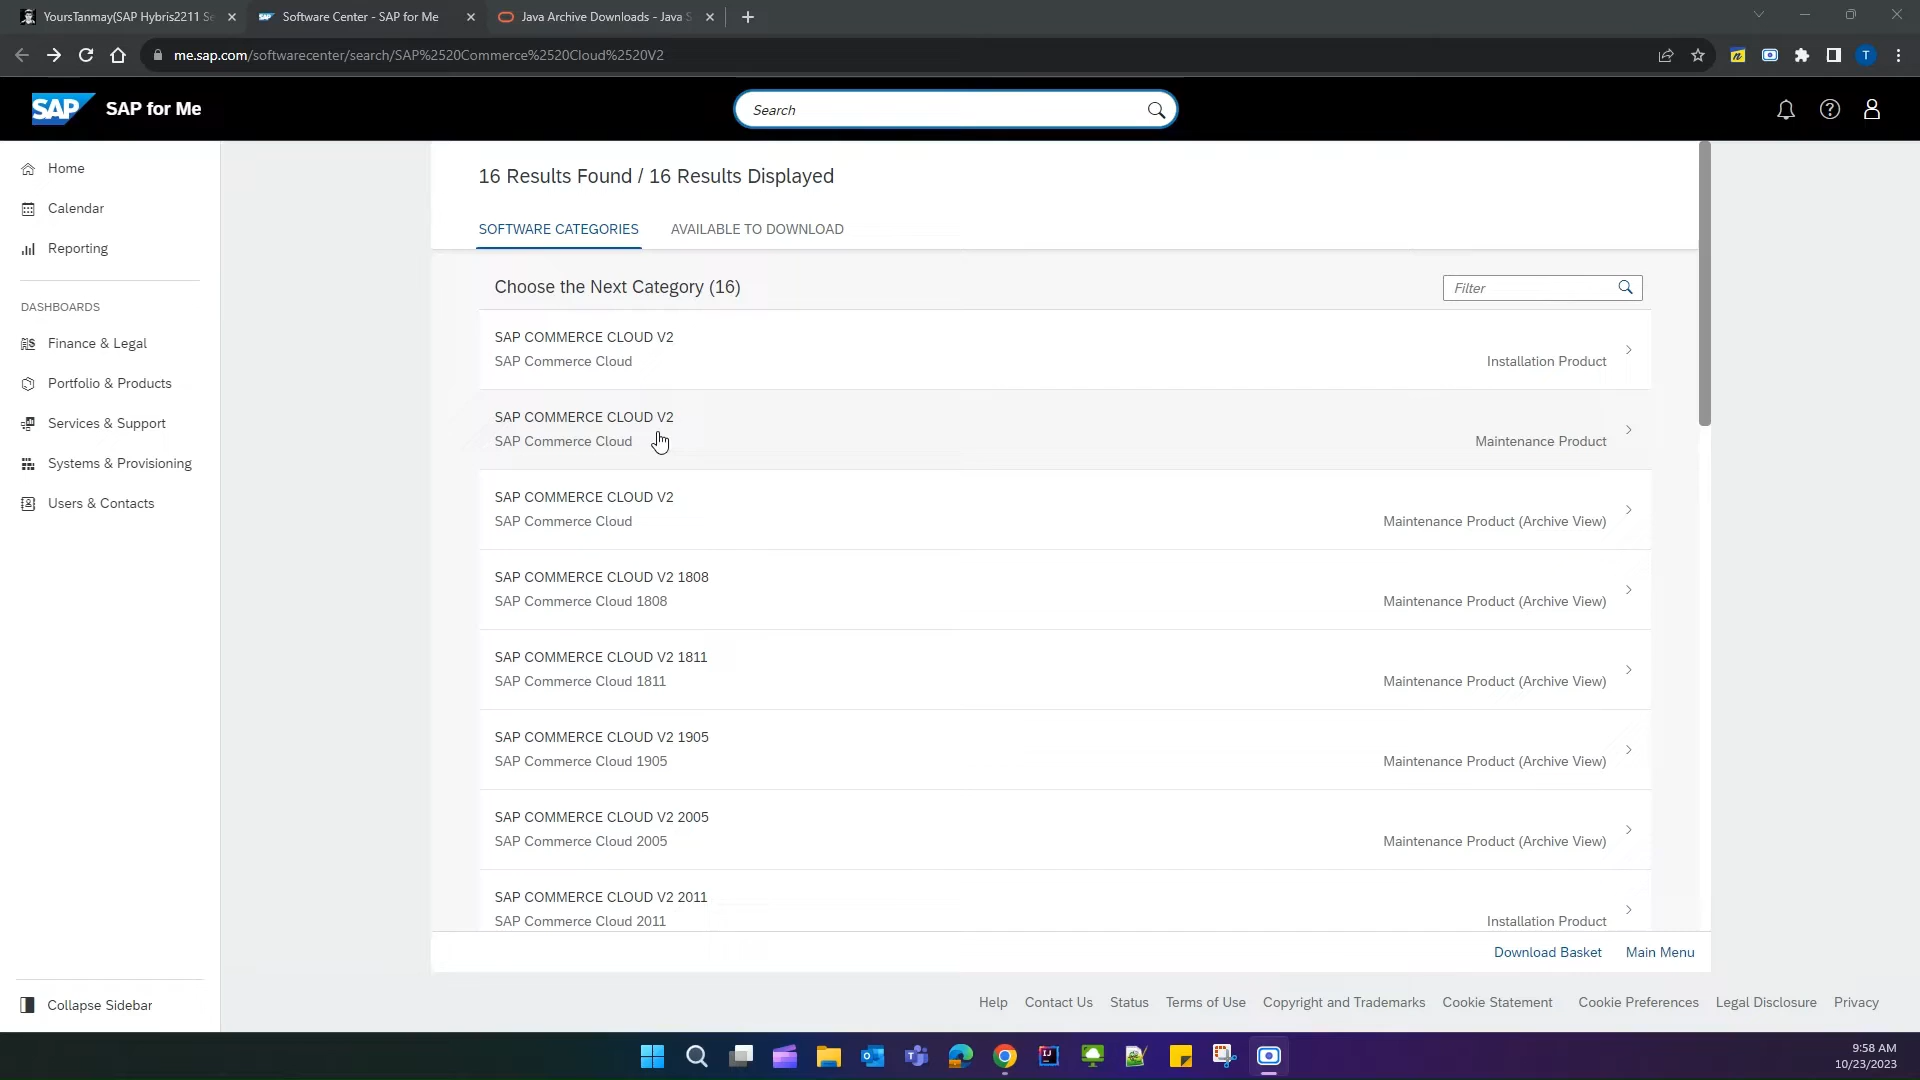 YoursTanmay(SAP Hybris2211 Se
Software Center - SAP for Me
Java Archive Downloads - Java S
me.sap.com/softwarecenter/search/SAP%2520Commerce%2520Cloud%2520V2
SAP
SAP for Me
Search
Home
Calendar
Reporting
DASHBOARDS
Finance & Legal
Portfolio & Products
Services & Support
Systems & Provisioning
Users & Contacts
Collapse Sidebar
16 Results Found / 16 Results Displayed
SOFTWARE CATEGORIES
AVAILABLE TO DOWNLOAD
Choose the Next Category (16)
Filter
SAP COMMERCE CLOUD V2
SAP Commerce Cloud
Installation Product
SAP COMMERCE CLOUD V2
SAP Commerce Cloud
Maintenance Product
SAP COMMERCE CLOUD V2
SAP Commerce Cloud
Maintenance Product (Archive View)
SAP COMMERCE CLOUD V2 1808
SAP Commerce Cloud 1808
Maintenance Product (Archive View)
SAP COMMERCE CLOUD V2 1811
SAP Commerce Cloud 1811
Maintenance Product (Archive View)
SAP COMMERCE CLOUD V2 1905
SAP Commerce Cloud 1905
Maintenance Product (Archive View)
SAP COMMERCE CLOUD V2 2005
SAP Commerce Cloud 2005
Maintenance Product (Archive View)
SAP COMMERCE CLOUD V2 2011
SAP Commerce Cloud 2011
Installation Product
Download Basket
Main Menu
Help
Contact Us
Status
Terms of Use
Copyright and Trademarks
Cookie Statement
Cookie Preferences
Legal Disclosure
Privacy
9:58 AM
10/23/2023